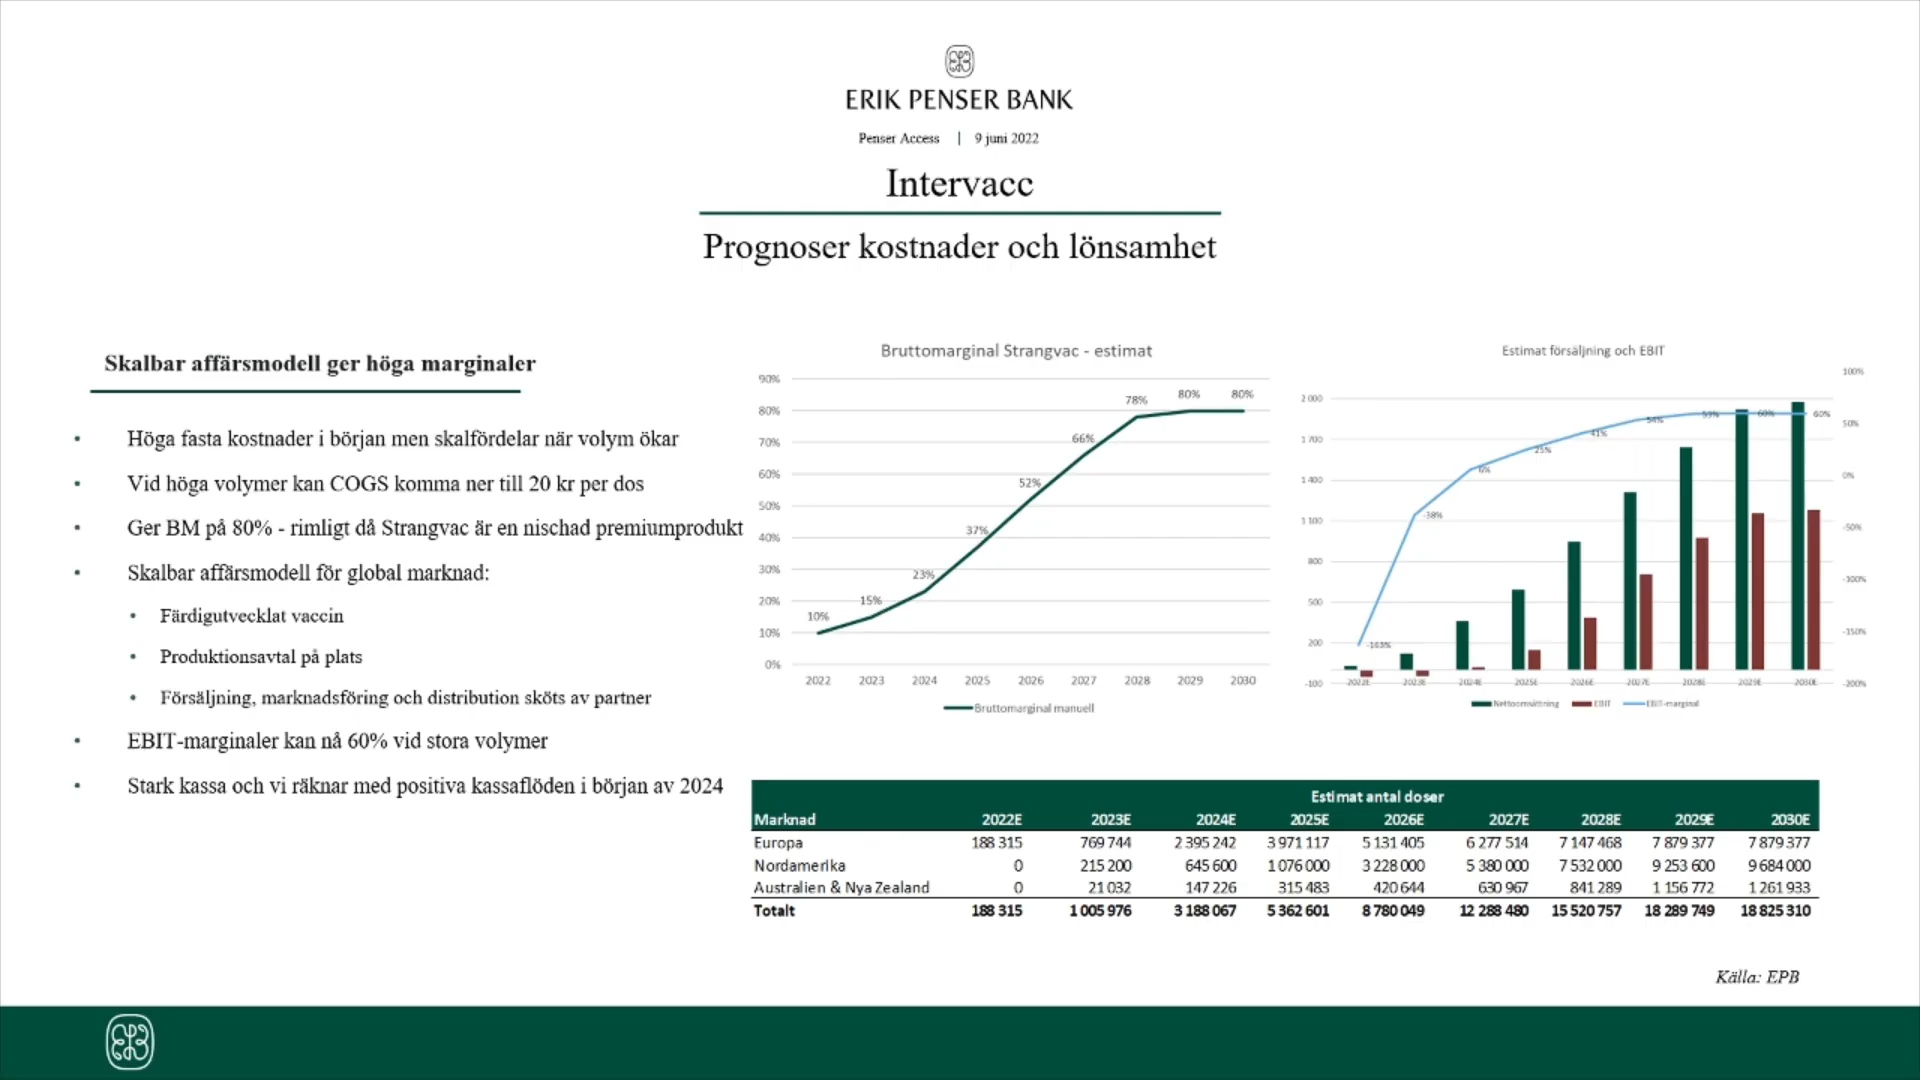 ERIK PENSER BANK
Penser Access | 9 juni 2022
Intervacc
Prognoser kostnader och lönsamhet
Skalbar affärsmodell ger höga marginaler
• Höga fasta kostnader i början men skalfördelar när volym ökar
• Vid höga volymer kan COGS komma ner till 20 kr per dos
• Ger BM på 80% - rimligt då Strangvac är en nischad premiumprodukt
• Skalbar affärsmodell för global marknad:
• Färdigutvecklat vaccin
• Produktionsavtal på plats
• Försäljning, marknadsföring och distribution sköts av partner
• EBIT-marginaler kan nå 60% vid stora volymer
• Stark kassa och vi räknar med positiva kassaflöden i början av 2024
Bruttomarginal Strangvac - estimat
90%
80%
70%
60%
50%
40%
30%
20%
10%
0%
10%
15%
23%
37%
52%
66%
78%
80%
80%
2022 2023 2024 2025 2026 2027 2028 2029 2030
Bruttomarginal manuell
Estimat försäljning och EBIT
2 000
1 700
1 400
1 100
800
500
200
-100
100%
50%
0%
-50%
-100%
-150%
-200%
-163%
-38%
6%
25%
41%
54%
59%
60%
60%
2022E 2023E 2024E 2025E 2026E 2027E 2028E 2029E 2030E
Nettoomsättning EBIT EBIT-marginal
Estimat antal doser
Marknad 2022E 2023E 2024E 2025E 2026E 2027E 2028E 2029E 2030E
Europa 188 315 769 744 2 395 242 3 971 117 5 131 405 6 277 514 7 147 468 7 879 377 7 879 377
Nordamerika 0 215 200 645 600 1 076 000 3 228 000 5 380 000 7 532 000 9 253 600 9 684 000
Australien & Nya Zealand 0 21 032 147 226 315 483 420 644 630 967 841 289 1 156 772 1 261 933
Totalt 188 315 1 005 976 3 188 067 5 362 601 8 780 049 12 288 480 15 520 757 18 289 749 18 825 310
Källa: EPB